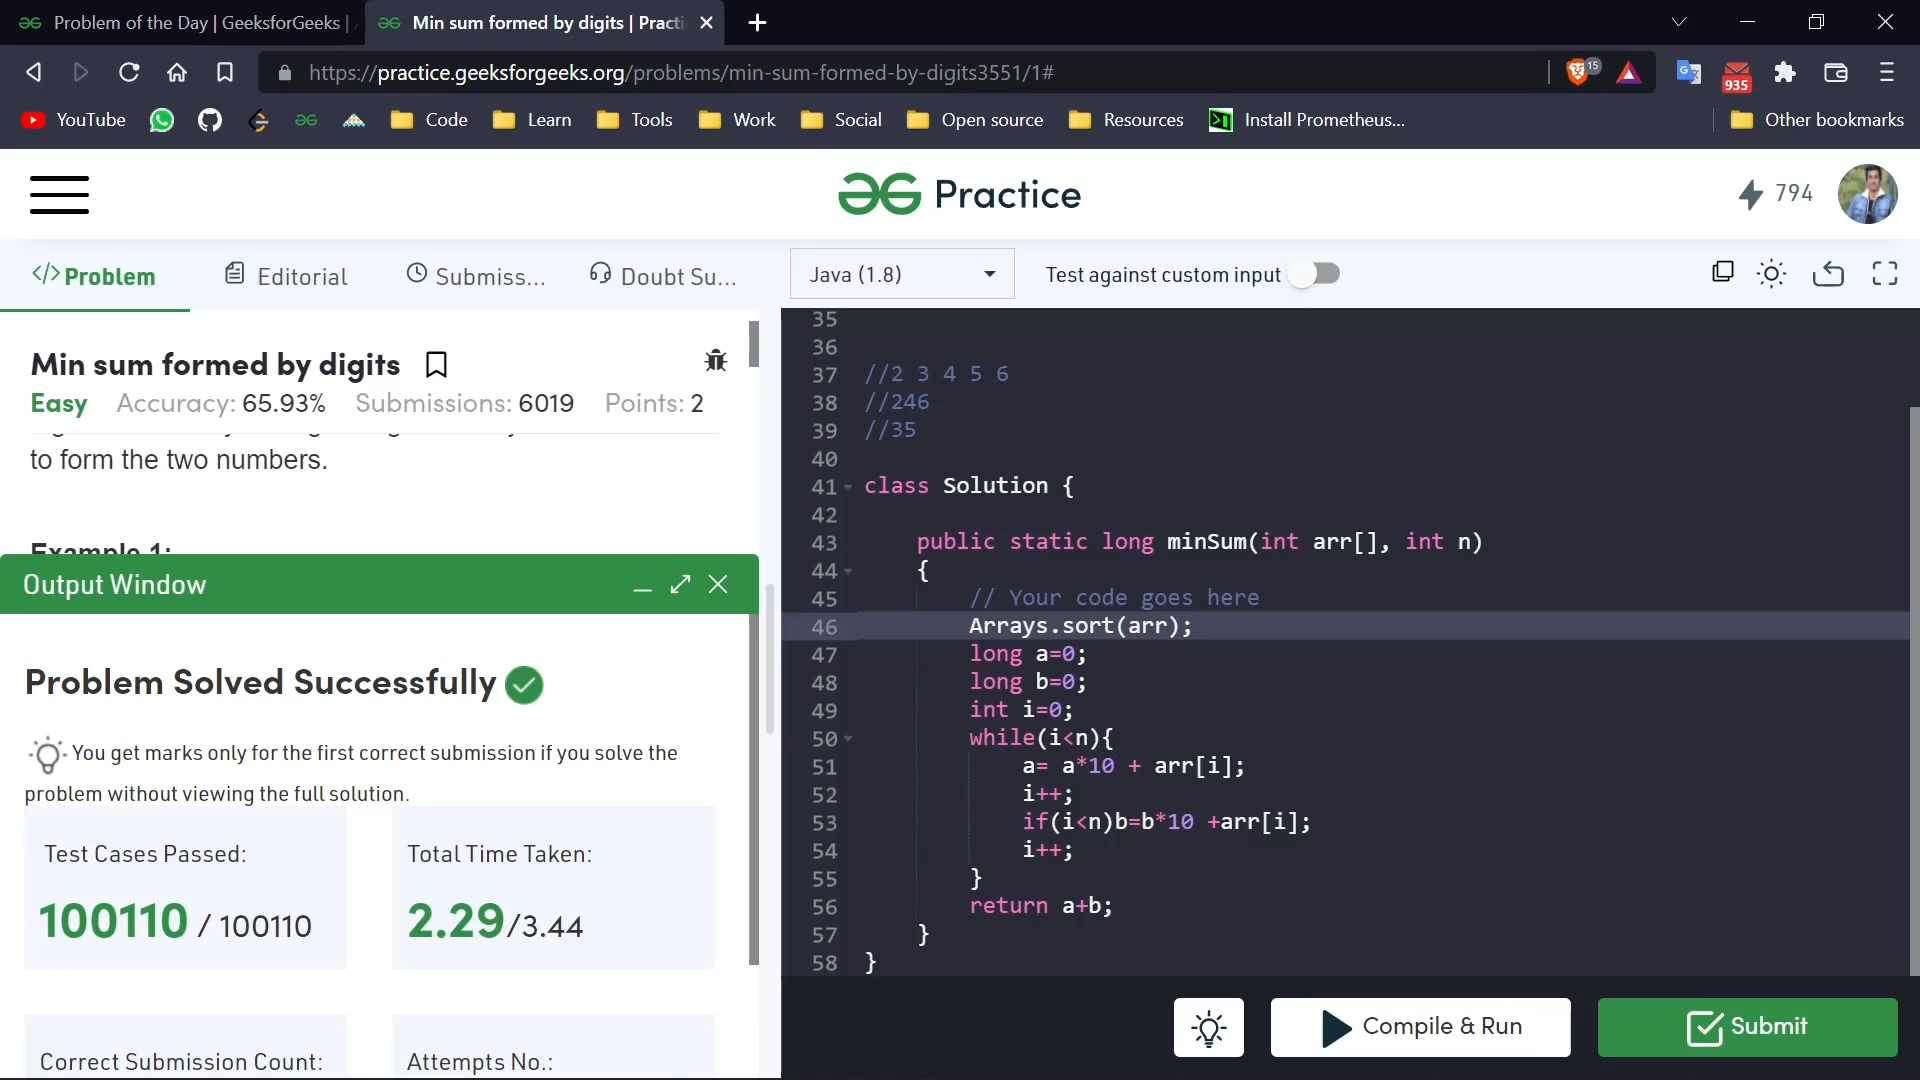 Problem of the Day | GeeksforGeeks |
Min sum formed by digits | Practi
https://practice.geeksforgeeks.org/problems/min-sum-formed-by-digits3551/1#
15
935
YouTube
Code
Learn
Tools
Work
Social
Open source
Resources
Install Prometheus...
Other bookmarks
Practice
794
</> Problem
Editorial
Submiss...
Doubt Su...
Java (1.8)
Test against custom input
Min sum formed by digits
Easy Accuracy: 65.93% Submissions: 6019 Points: 2
to form the two numbers.
Example 1:
Output Window
Problem Solved Successfully
You get marks only for the first correct submission if you solve the
problem without viewing the full solution.
Test Cases Passed:
100110 / 100110
Total Time Taken:
2.29/3.44
Correct Submission Count:
Attempts No.:
35
36
37 //2 3 4 5 6
38 //246
39 //35
40
41 class Solution {
42
43 public static long minSum(int arr[], int n)
44 {
45 // Your code goes here
46 Arrays.sort(arr);
47 long a=0;
48 long b=0;
49 int i=0;
50 while(i<n){
51 a= a*10 + arr[i];
52 i++;
53 if(i<n)b=b*10 +arr[i];
54 i++;
55 }
56 return a+b;
57 }
58 }
Compile & Run
Submit